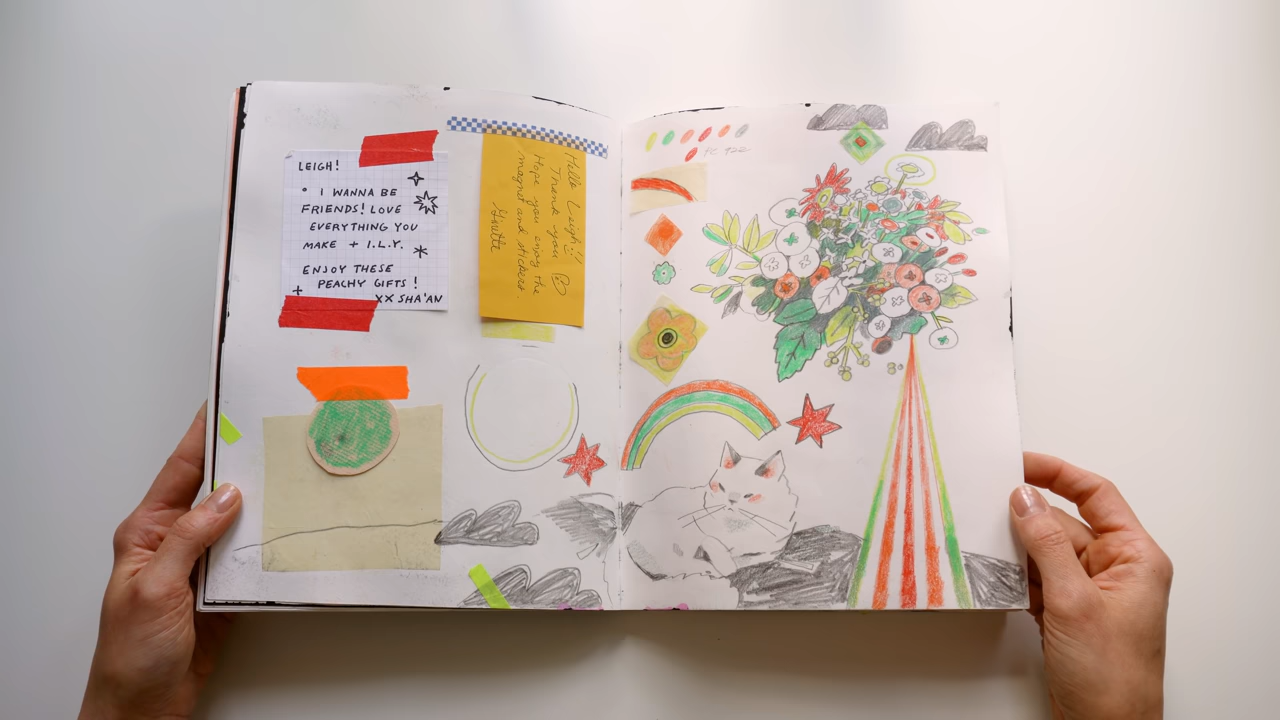 LEIGH!
I WANNA BE
FRIENDS! LOVE
EVERYTHING YOU
MAKE + I.L.Y.
ENJOY THESE
PEACHY GIFTS !
XX SHA'AN
Hello Leigh!!
Thank you
Hope you enjoy the
magnet and stickers.